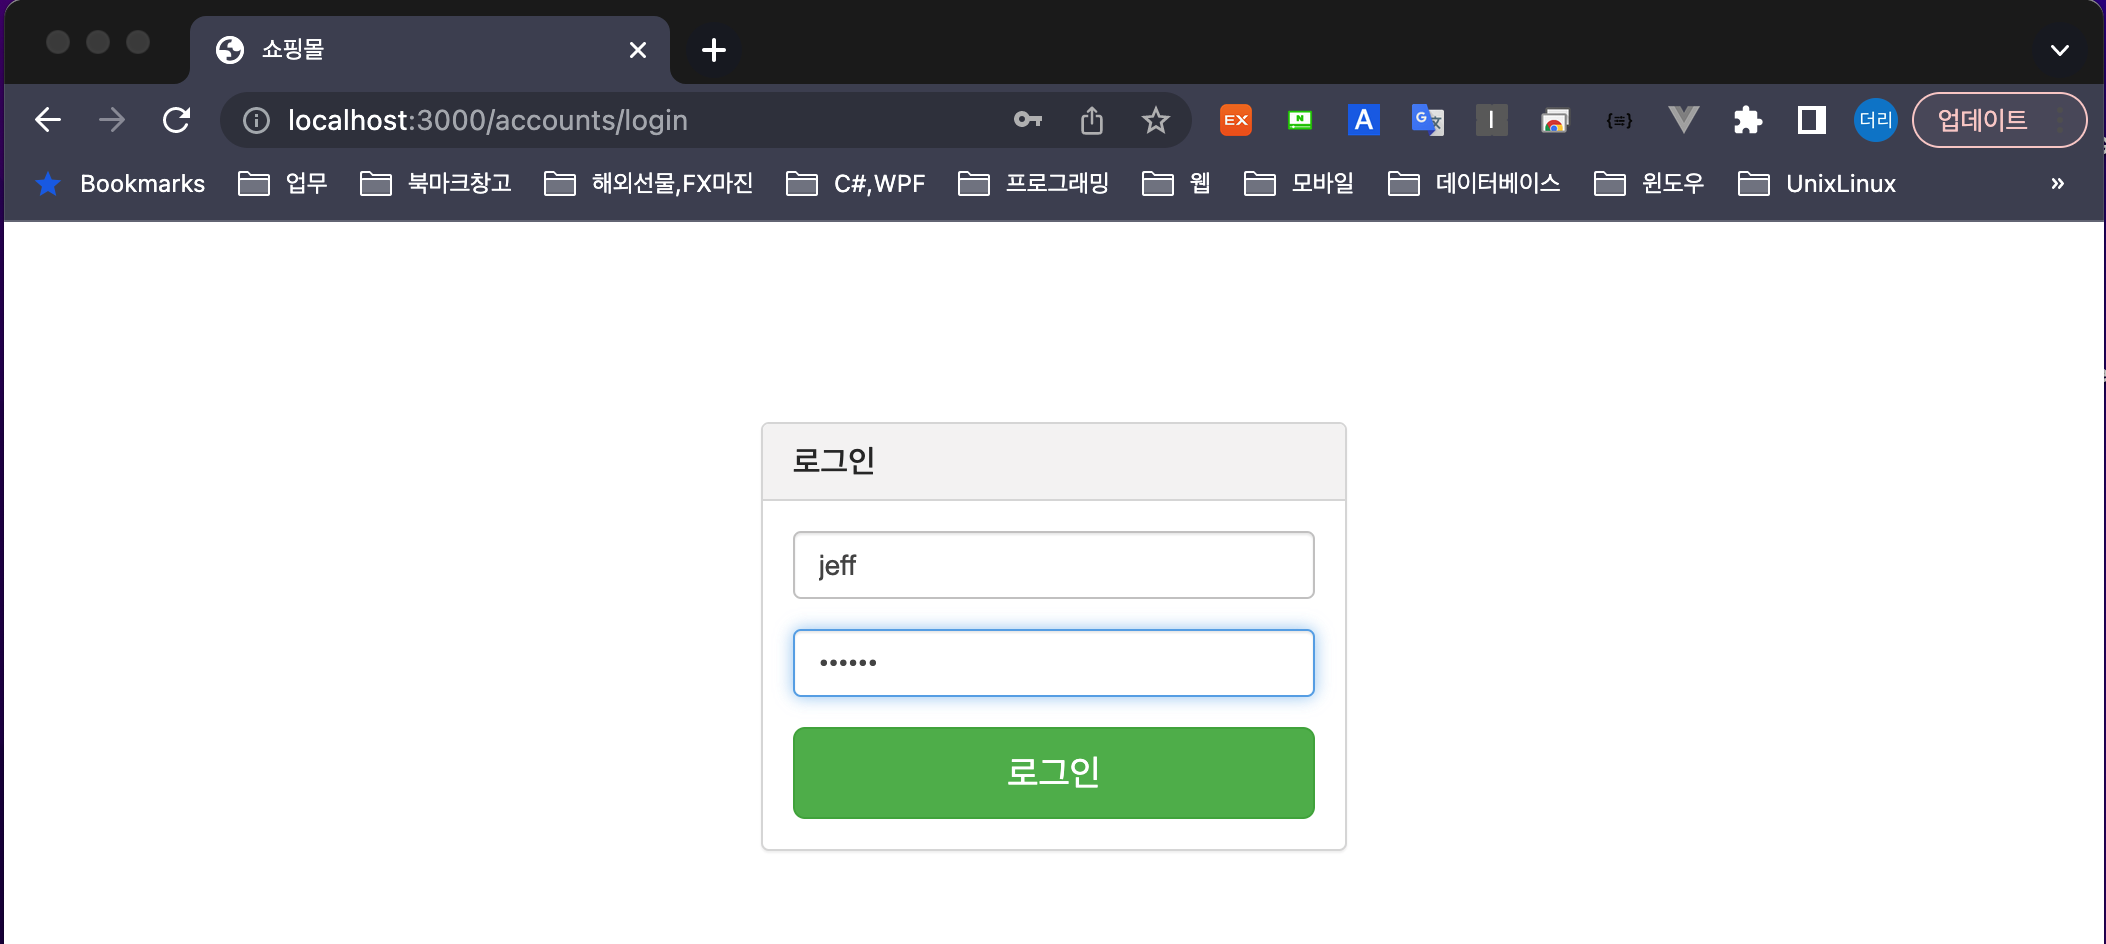 쇼핑몰
localhost:3000/accounts/login
EX
N
A
G 文
I
{≡}
더리
업데이트
Bookmarks 업무 북마크창고 해외선물,FX마진 C#,WPF 프로그래밍 웹 모바일 데이터베이스 윈도우 UnixLinux »
로그인
jeff
••••••
로그인